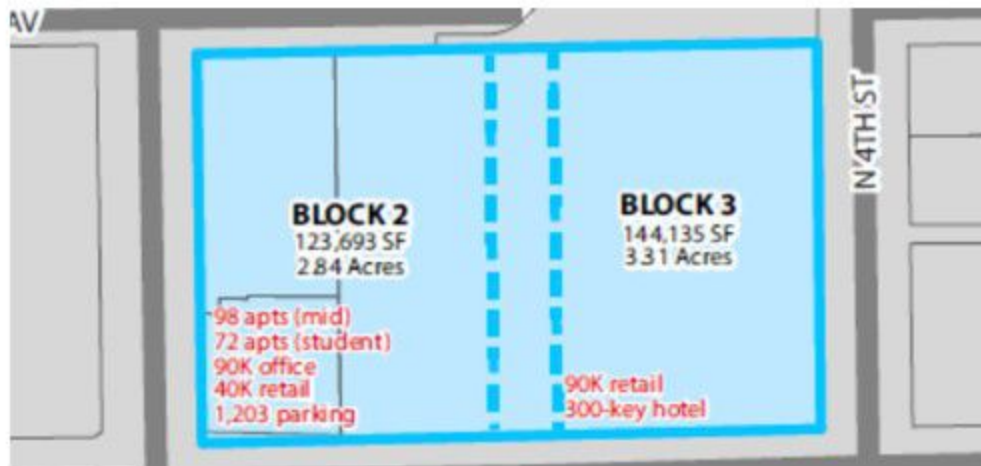 AV
BLOCK 2
123,693 SF
2.84 Acres
98 apts (mid)
72 apts (student)
90K office
40K retail
1,203 parking
BLOCK 3
144,135 SF
3.31 Acres
90K retail
300-key hotel
N 4TH ST